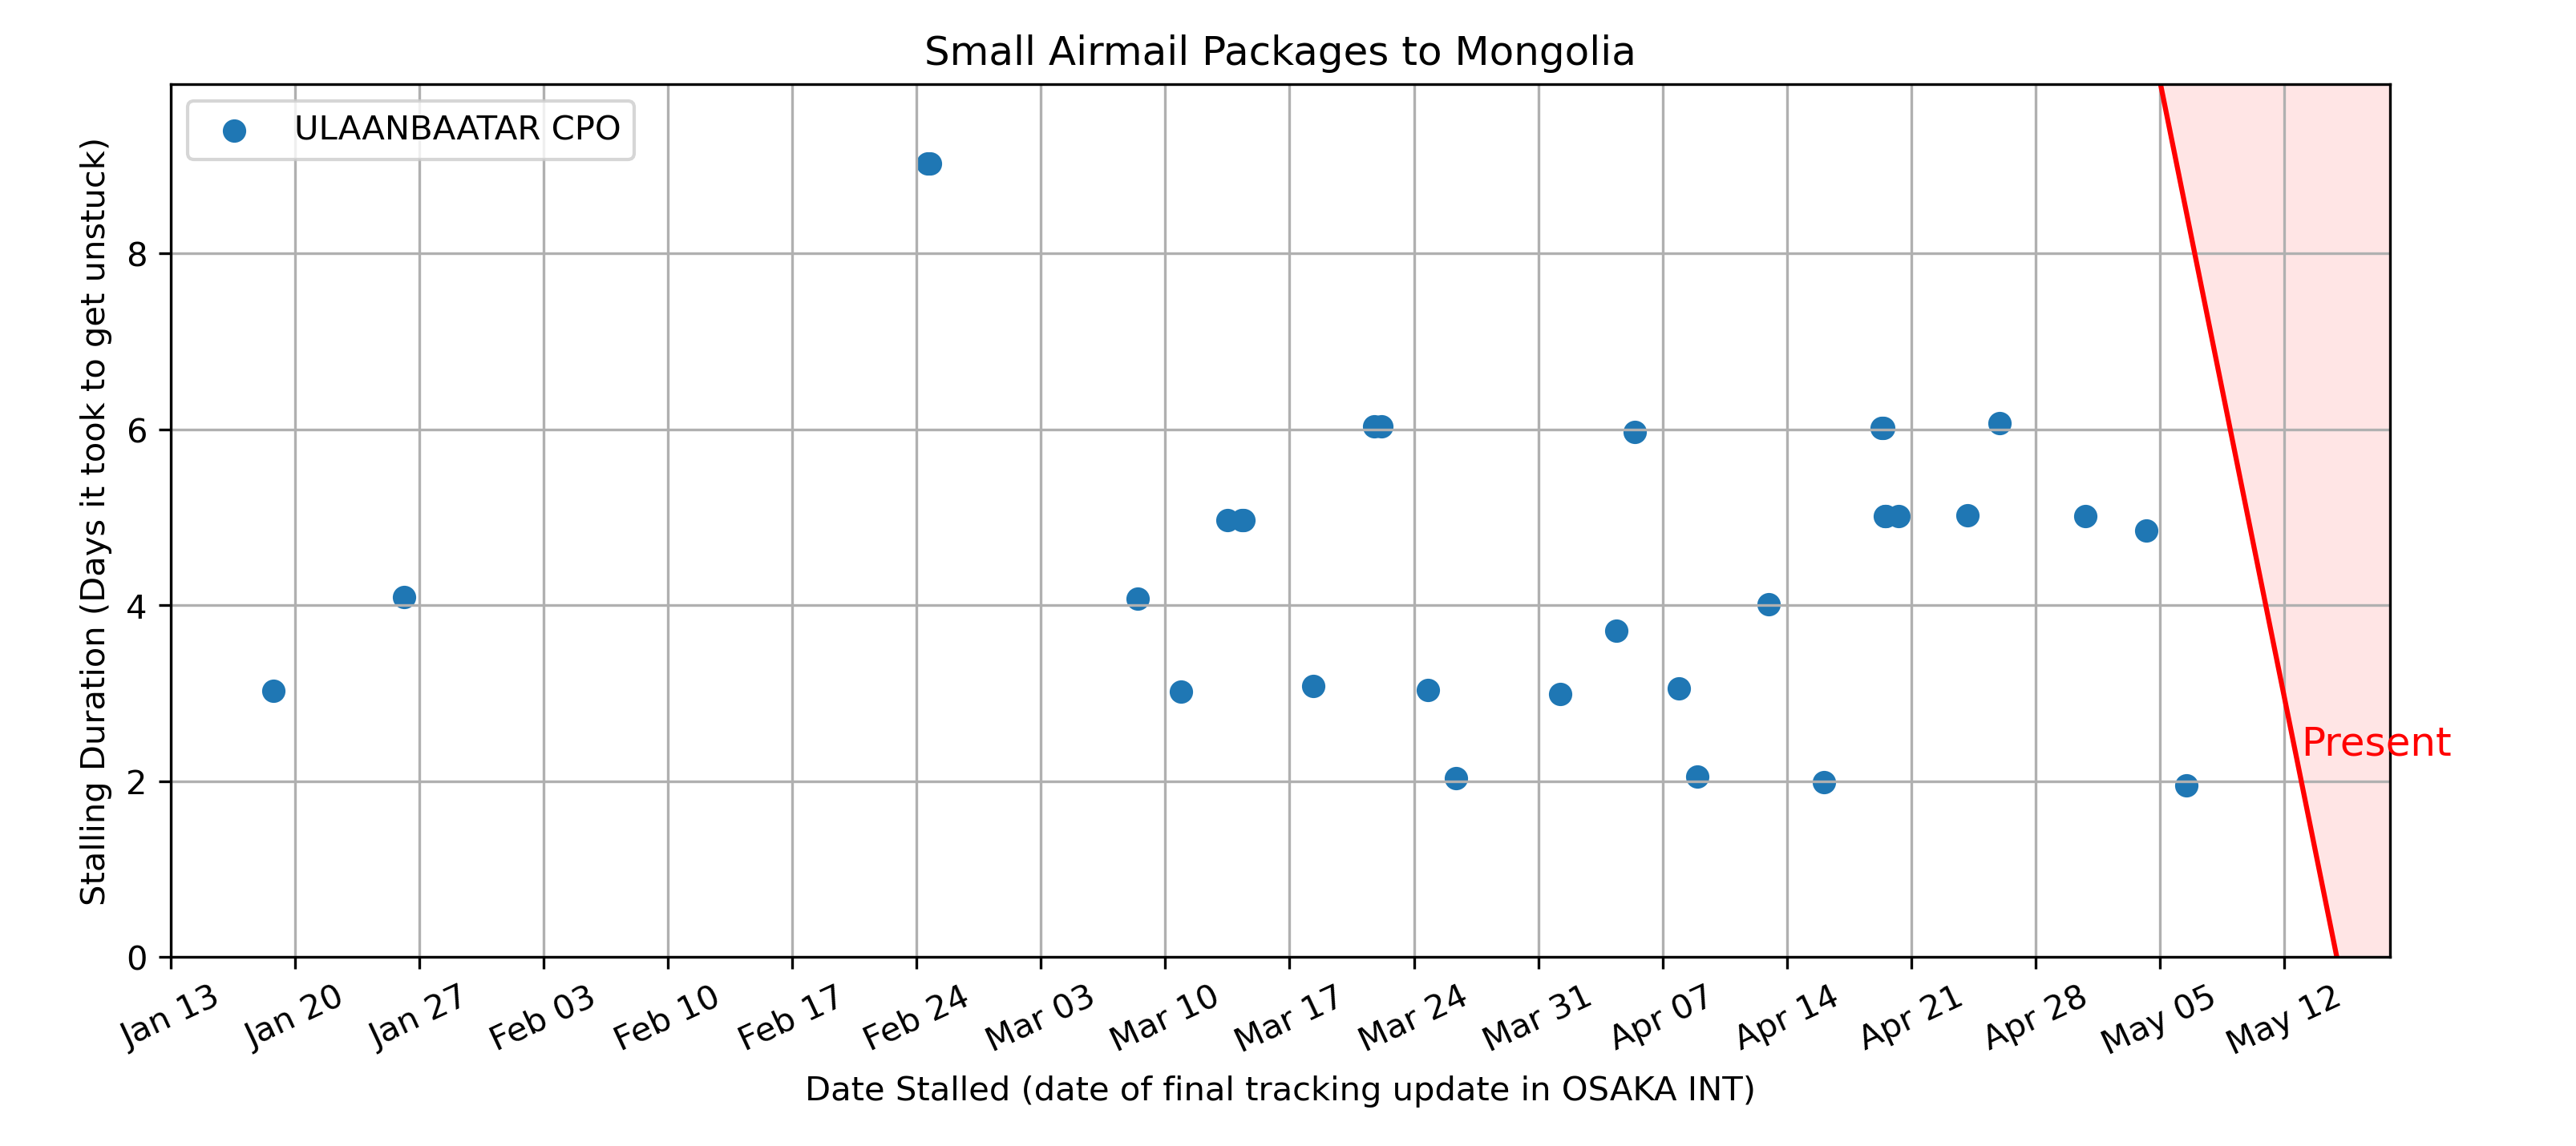 Small Airmail Packages to Mongolia
ULAANBAATAR CPO
Stalling Duration (Days it took to get unstuck)
8
6
4
2
0
Present
Jan 13
Jan 20
Jan 27
Feb 03
Feb 10
Feb 17
Feb 24
Mar 03
Mar 10
Mar 17
Mar 24
Mar 31
Apr 07
Apr 14
Apr 21
Apr 28
May 05
May 12
Date Stalled (date of final tracking update in OSAKA INT)